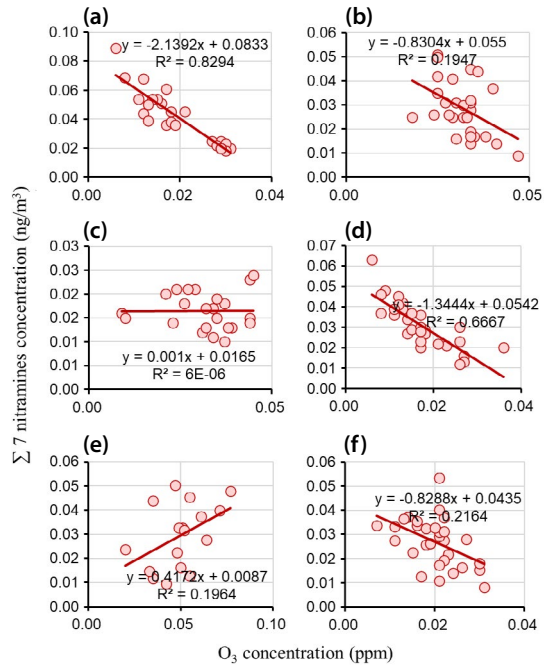 ∑ 7 nitramines concentration (ng/m³)
(a)
0.10
0.08
0.06
0.04
0.02
0.00
y = -2.1392x + 0.0833
R² = 0.8294
0.00 0.02 0.04
(b)
0.06
0.05
0.04
0.03
0.02
0.01
0.00
y = -0.8304x + 0.055
R² = 0.1947
0.00 0.05
(c)
0.03
0.03
0.02
0.02
0.01
0.01
0.00
y = 0.001x + 0.0165
R² = 6E-06
0.00 0.05
(d)
0.07
0.06
0.05
0.04
0.03
0.02
0.01
0.00
y = -1.3444x + 0.0542
R² = 0.6667
0.00 0.02 0.04
(e)
0.06
0.05
0.04
0.03
0.02
0.01
0.00
y = 0.4172x + 0.0087
R² = 0.1964
0.00 0.05 0.10
(f)
0.06
0.05
0.04
0.03
0.02
0.01
0.00
y = -0.8288x + 0.0435
R² = 0.2164
0.00 0.02 0.04
O₃ concentration (ppm)